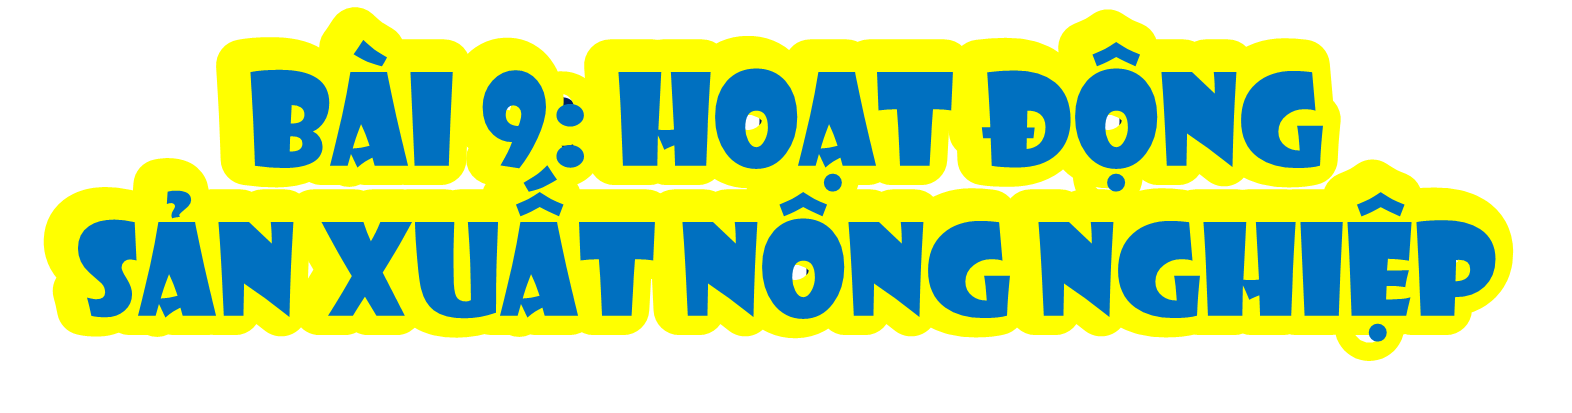 BÀI 9: HOẠT ĐỘNG
SẢN XUẤT NÔNG NGHIỆP